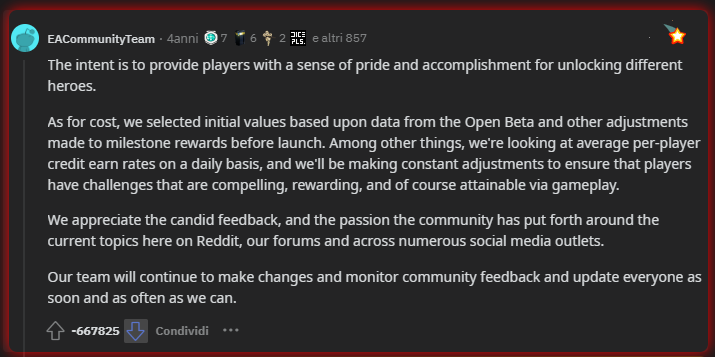 EACommunityTeam · 4anni 7 6 2 DICE PLS. e altri 857
The intent is to provide players with a sense of pride and accomplishment for unlocking different
heroes.
As for cost, we selected initial values based upon data from the Open Beta and other adjustments
made to milestone rewards before launch. Among other things, we're looking at average per-player
credit earn rates on a daily basis, and we'll be making constant adjustments to ensure that players
have challenges that are compelling, rewarding, and of course attainable via gameplay.
We appreciate the candid feedback, and the passion the community has put forth around the
current topics here on Reddit, our forums and across numerous social media outlets.
Our team will continue to make changes and monitor community feedback and update everyone as
soon and as often as we can.
-667825 Condividi ···